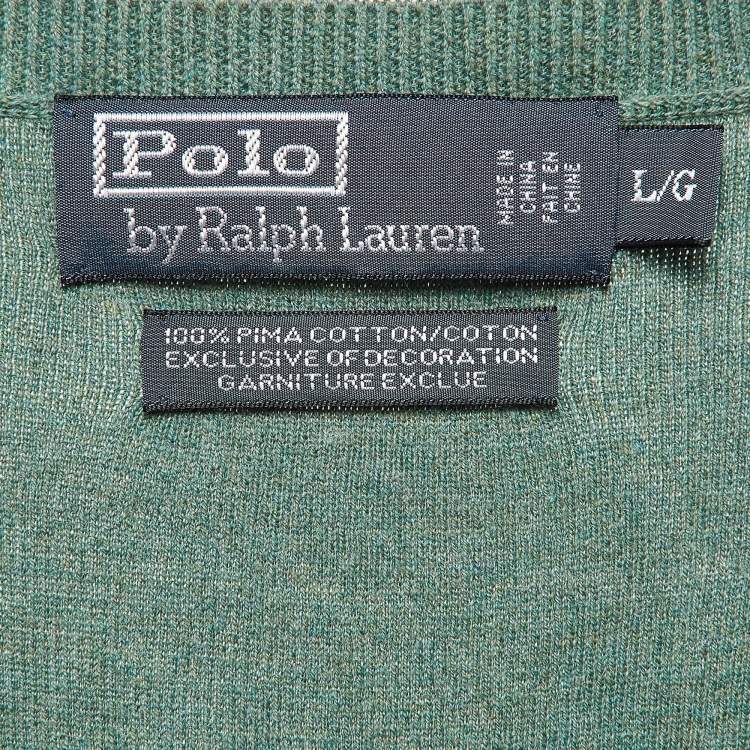 Polo
by Ralph Lauren
MADE IN
CHINA
FAIT EN
CHINE
L/G
100% PIMA COTTON/COTON
EXCLUSIVE OF DECORATION
GARNITURE EXCLUE